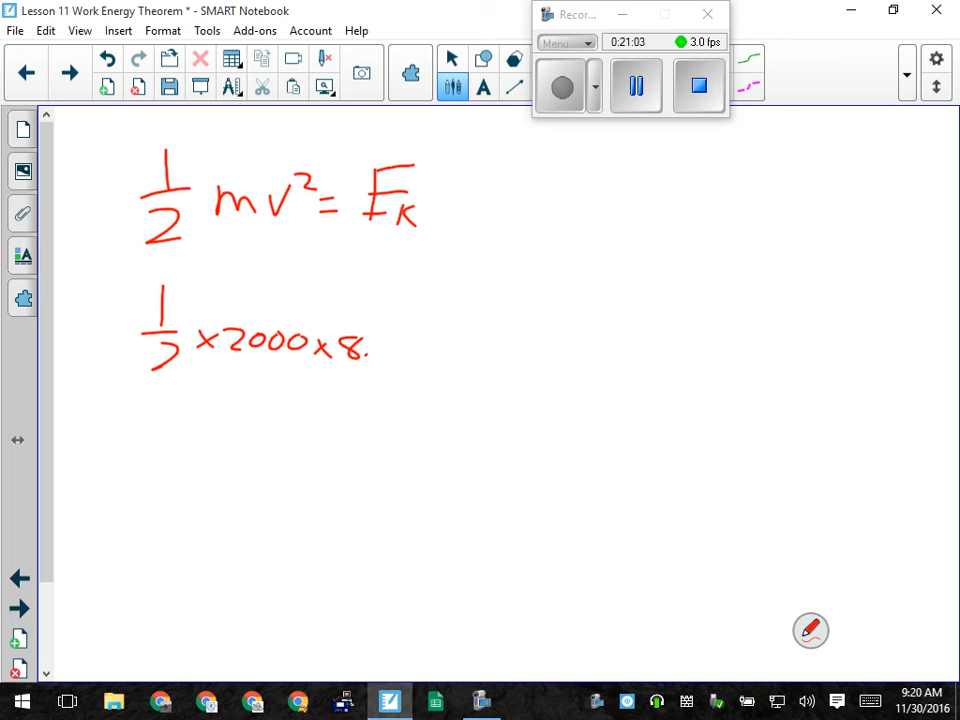 Lesson 11 Work Energy Theorem * - SMART Notebook
File Edit View Insert Format Tools Add-ons Account Help
Recor...
Menu 0:21:03 3.0 fps
1/2 mv² = Ek
1/2 × 2000 × 8.
9:20 AM
11/30/2016